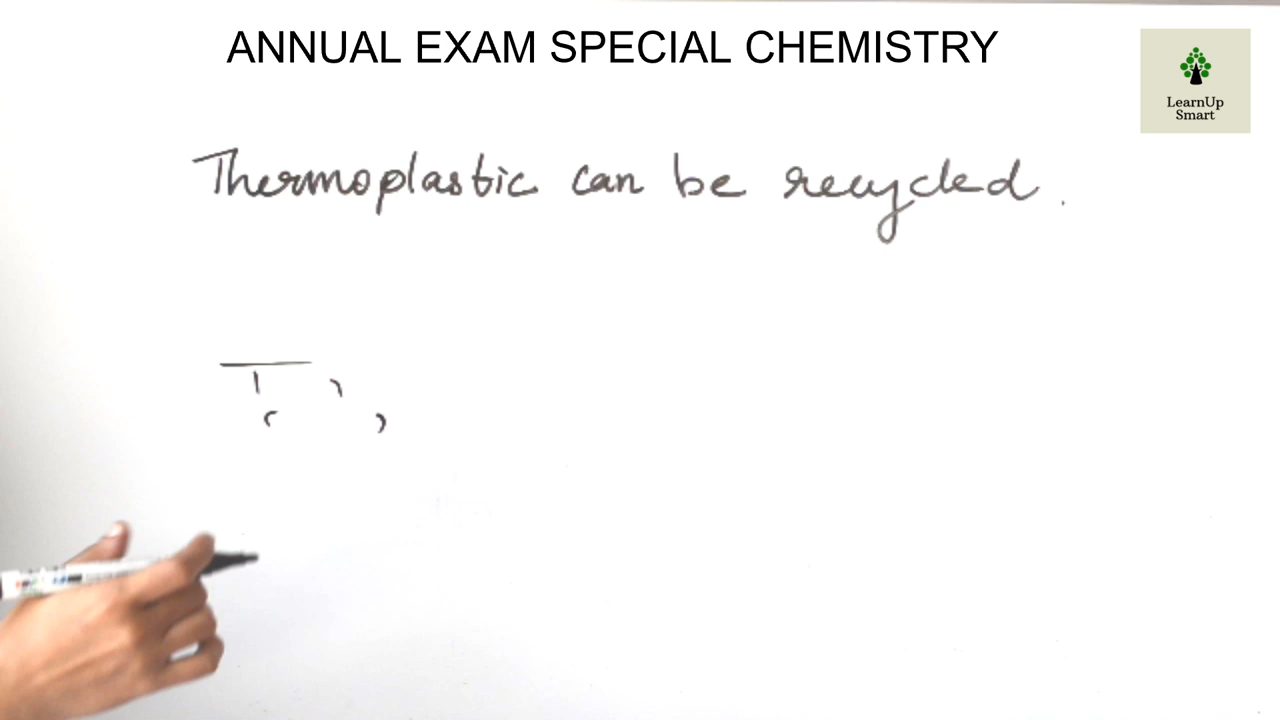 ANNUAL EXAM SPECIAL CHEMISTRY
LearnUp
Smart
Thermoplastic can be recycled.